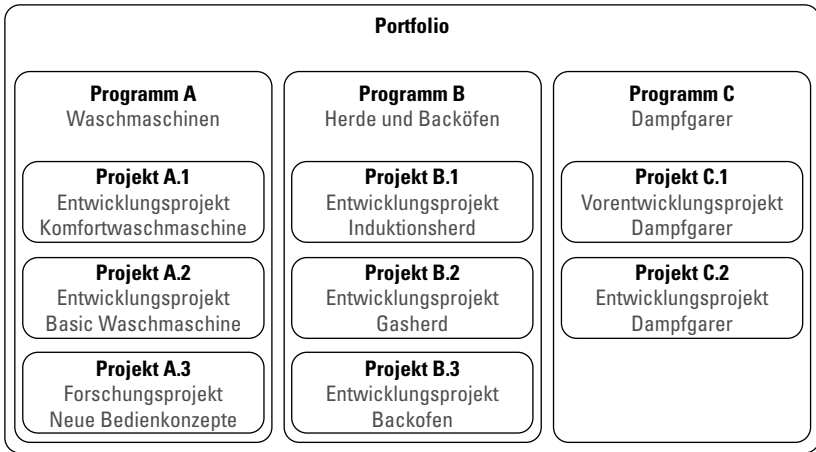 Portfolio
Programm A
Waschmaschinen
Projekt A.1
Entwicklungsprojekt
Komfortwaschmaschine
Projekt A.2
Entwicklungsprojekt
Basic Waschmaschine
Projekt A.3
Forschungsprojekt
Neue Bedienkonzepte
Programm B
Herde und Backöfen
Projekt B.1
Entwicklungsprojekt
Induktionsherd
Projekt B.2
Entwicklungsprojekt
Gasherd
Projekt B.3
Entwicklungsprojekt
Backofen
Programm C
Dampfgarer
Projekt C.1
Vorentwicklungsprojekt
Dampfgarer
Projekt C.2
Entwicklungsprojekt
Dampfgarer